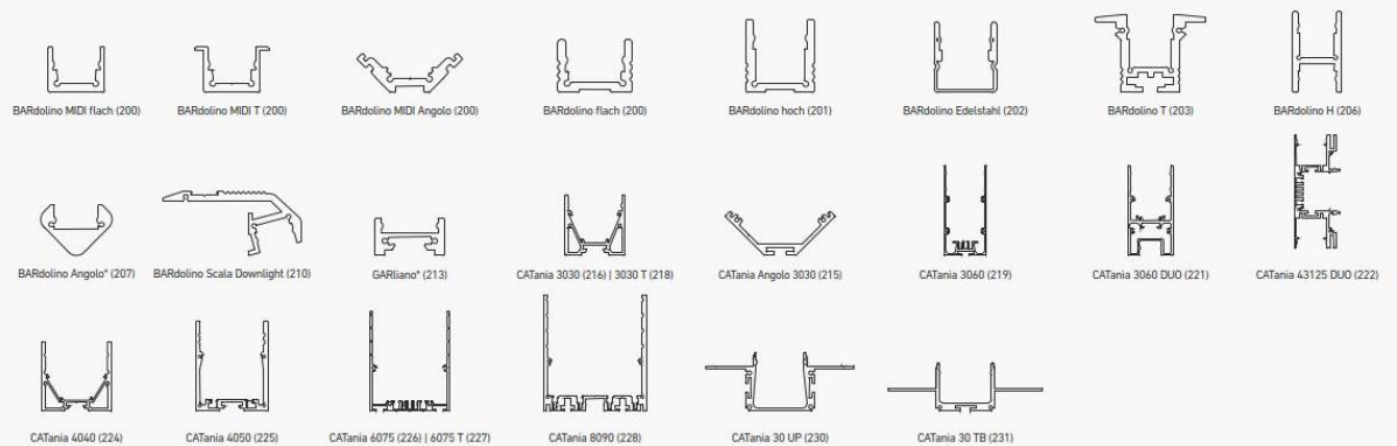 BARdolino MIDI flach (200)
BARdolino MIDI T (200)
BARdolino MIDI Angolo (200)
BARdolino flach (200)
BARdolino hoch (201)
BARdolino Edelstahl (202)
BARdolino T (203)
BARdolino H (206)
BARdolino Angolo* (207)
BARdolino Scala Downlight (210)
GARliano* (213)
CATania 3030 (216) | 3030 T (218)
CATania Angolo 3030 (215)
CATania 3060 (219)
CATania 3060 DUO (221)
CATania 43125 DUO (222)
CATania 4040 (224)
CATania 4050 (225)
CATania 6075 (226) | 6075 T (227)
CATania 8090 (228)
CATania 30 UP (230)
CATania 30 TB (231)